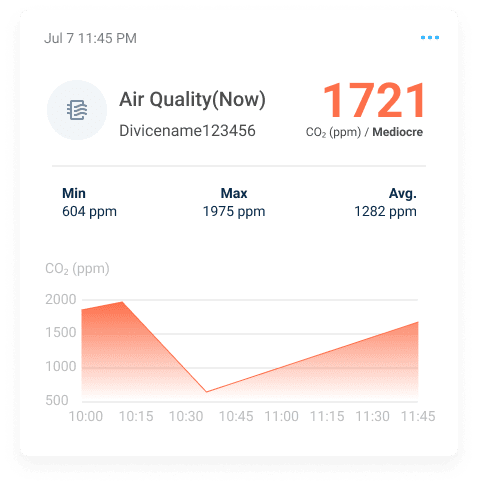 Jul 7 11:45 PM
Air Quality(Now)
Divicename123456
1721
CO₂ (ppm) / Mediocre
Min Max Avg.
604 ppm 1975 ppm 1282 ppm
CO₂ (ppm)
2000
1500
1000
500
10:00 10:15 10:30 10:45 11:00 11:15 11:30 11:45